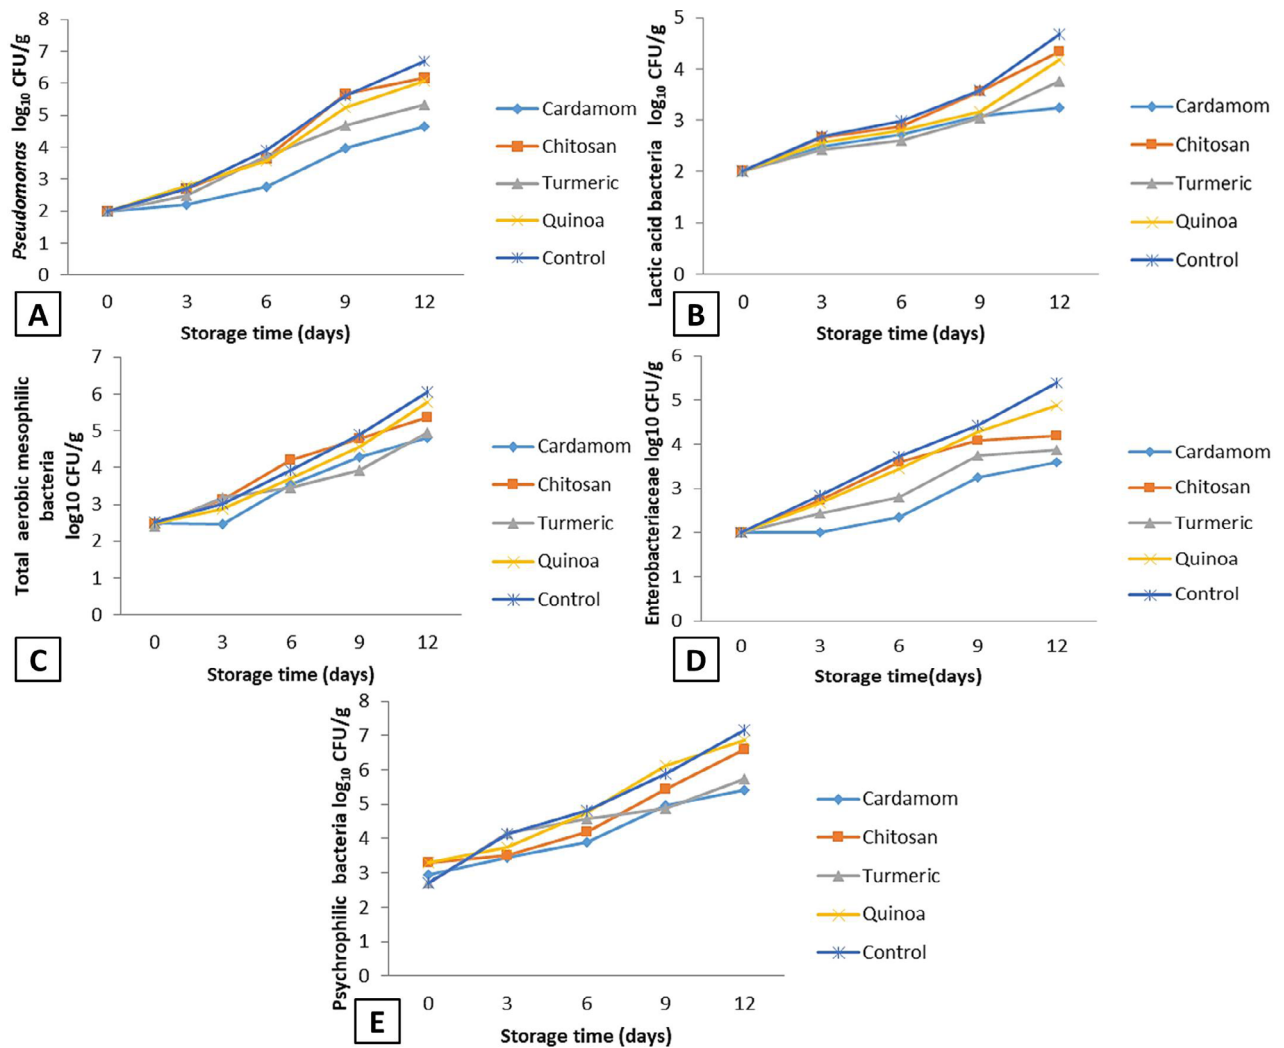 Pseudomonas log10 CFU/g
8
7
6
5
4
3
2
1
0
0 3 6 9 12
Storage time (days)
A
Cardamom
Chitosan
Turmeric
Quinoa
Control
Lactic acid bacteria log10 CFU/g
5
4
3
2
1
0
0 3 6 9 12
Storage time (days)
B
Cardamom
Chitosan
Turmeric
Quinoa
Control
Total aerobic mesophilic
bacteria
log10 CFU/g
7
6
5
4
3
2
1
0
0 3 6 9 12
Storage time (days)
C
Cardamom
Chitosan
Turmeric
Quinoa
Control
Enterobacteriaceae log10 CFU/g
6
5
4
3
2
1
0
0 3 6 9 12
Storage time(days)
D
Cardamom
Chitosan
Turmeric
Quinoa
Control
Psychrophilic bacteria log10 CFU/g
8
7
6
5
4
3
2
1
0
0 3 6 9 12
Storage time (days)
E
Cardamom
Chitosan
Turmeric
Quinoa
Control